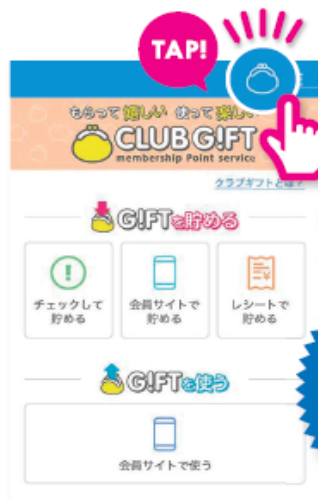 TAP!
もらって嬉しい 使って楽しい
CLUB G!FT
membership Point service
クラブギフトとは?
G!FTを貯める
チェックして
貯める
会員サイトで
貯める
レシートで
貯める
G!FTを使う
会員サイトで使う